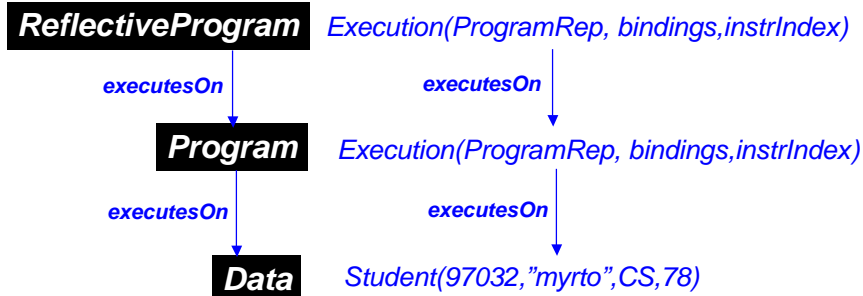 ReflectiveProgram Execution(ProgramRep, bindings,instrIndex)
executesOn executesOn
Program Execution(ProgramRep, bindings,instrIndex)
executesOn executesOn
Data Student(97032,”myrto”,CS,78)